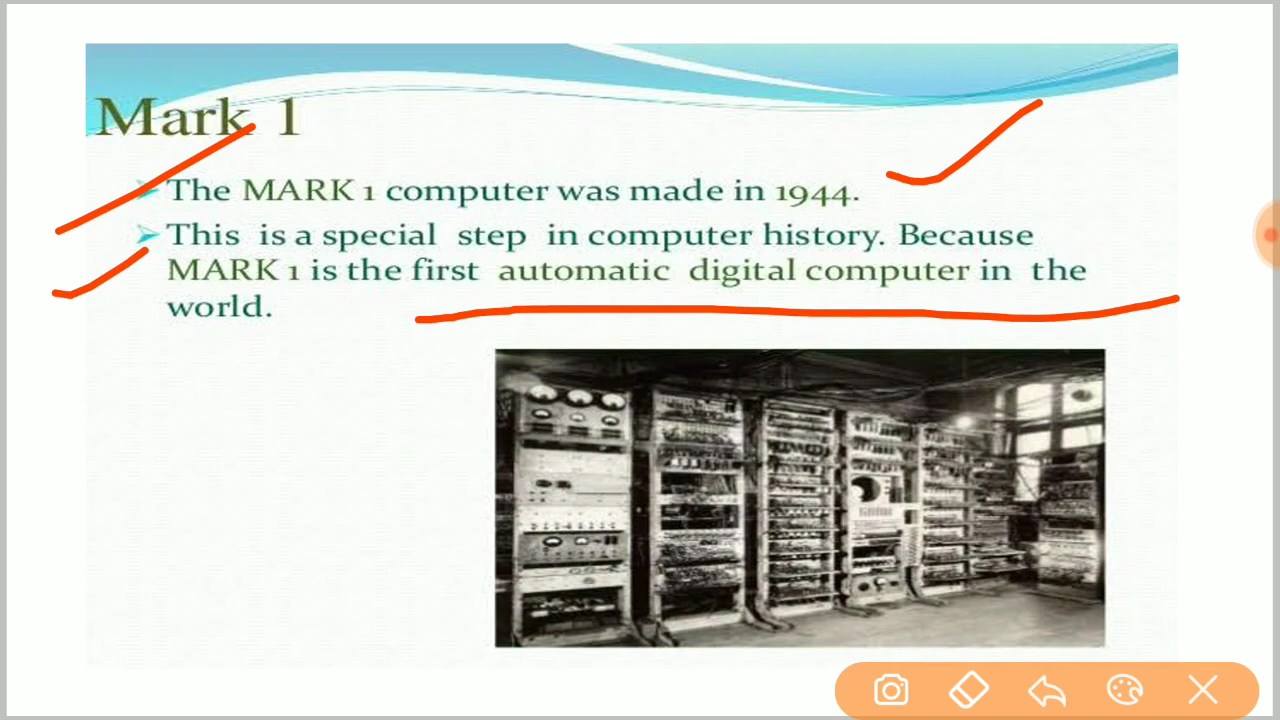 Mark 1
The MARK 1 computer was made in 1944.
This is a special step in computer history. Because
MARK 1 is the first automatic digital computer in the
world.